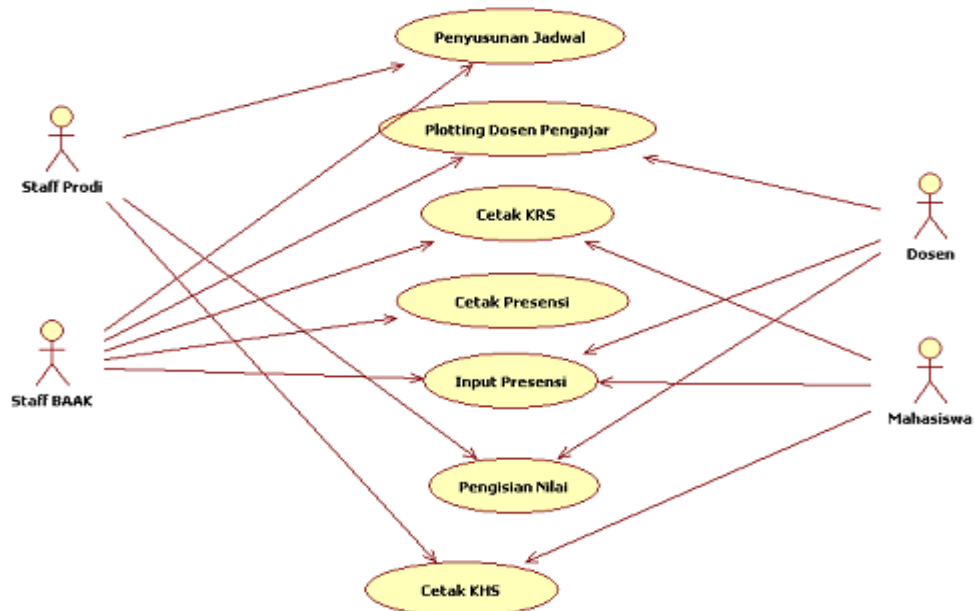 Penyusunan Jadwal
Plotting Dosen Pengajar
Staff Prodi
Cetak KRS
Dosen
Cetak Presensi
Input Presensi
Staff BAAK
Mahasiswa
Pengisian Nilai
Cetak KHS